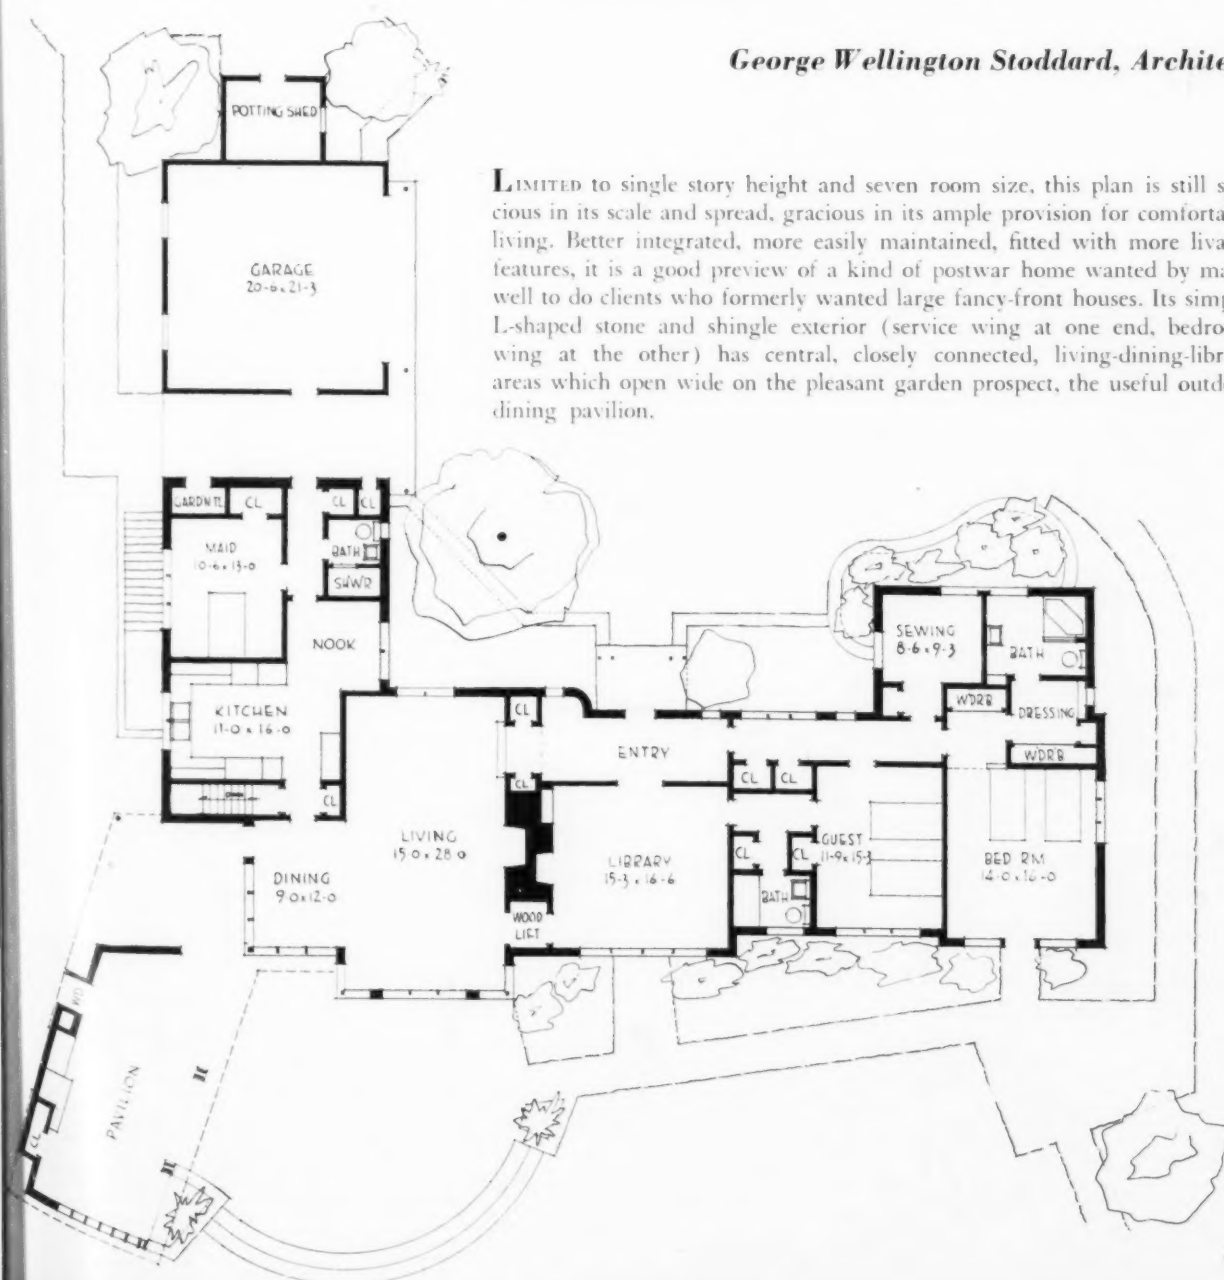 George Wellington Stoddard, Archite
LIMITED to single story height and seven room size, this plan is still s
cious in its scale and spread, gracious in its ample provision for comforta
living. Better integrated, more easily maintained, fitted with more liva
features, it is a good preview of a kind of postwar home wanted by ma
well to do clients who formerly wanted large fancy-front houses. Its simp
L-shaped stone and shingle exterior (service wing at one end, bedro
wing at the other) has central, closely connected, living-dining-libr
areas which open wide on the pleasant garden prospect, the useful outd
dining pavilion.
POTTING SHED
GARAGE
20-6 x 21-3
GARD'N TL
CL
CL
CL
MAID
10-6 x 13-0
BATH
SHWR
NOOK
KITCHEN
11-0 x 16-0
CL
CL
ENTRY
CL
SEWING
8-6 x 9-3
BATH
WDRB
DRESSING
WDRB
CL
CL
LIVING
15-0 x 28-0
DINING
9-0 x 12-0
LIBRARY
15-3 x 16-6
WOOD
LIFT
CL
CL
GUEST
11-9 x 15-3
BATH
BED RM
14-0 x 16-0
WD
PAVILION
CL